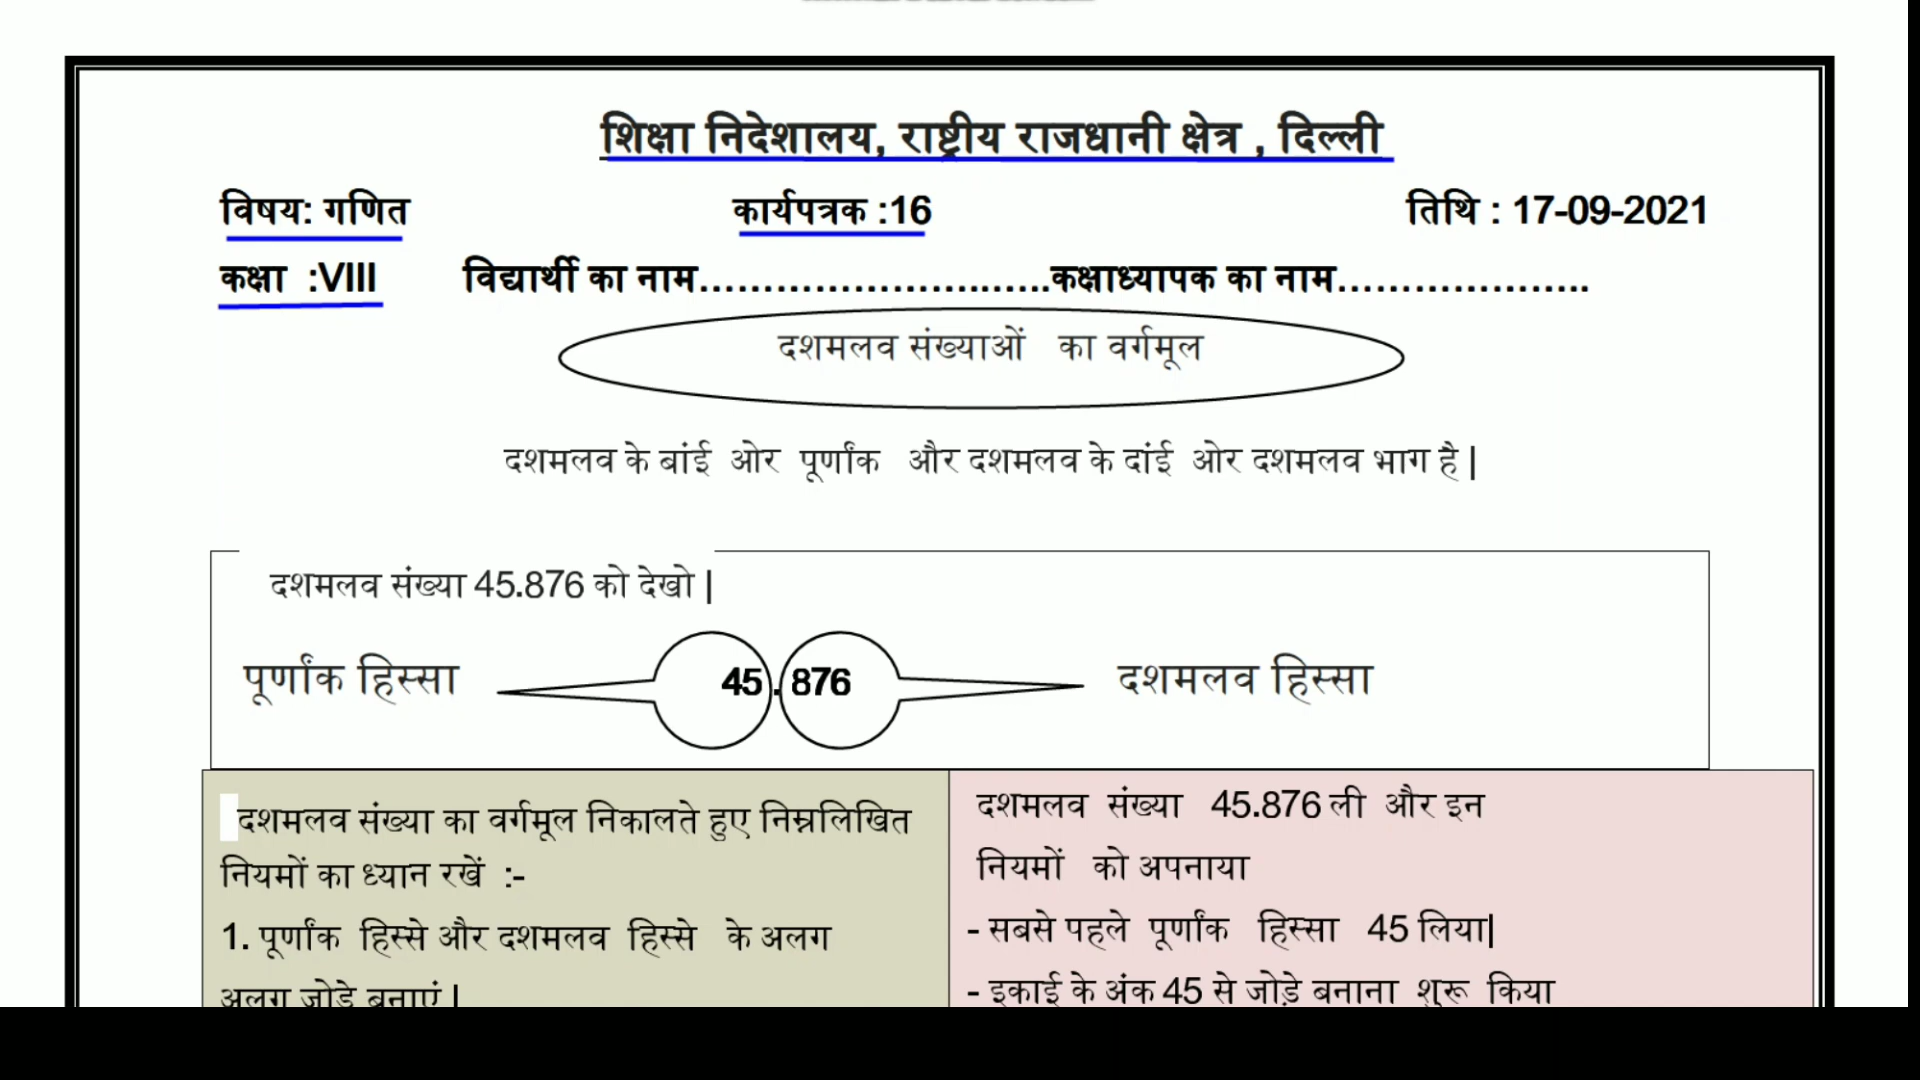 शिक्षा निदेशालय, राष्ट्रीय राजधानी क्षेत्र , दिल्ली
विषय: गणित कार्यपत्रक :16 तिथि : 17-09-2021
कक्षा :VIII विद्यार्थी का नाम…………………..…..कक्षाध्यापक का नाम………………..
दशमलव संख्याओं का वर्गमूल
दशमलव के बांई ओर पूर्णांक और दशमलव के दांई ओर दशमलव भाग है |
दशमलव संख्या 45.876 को देखो |
पूर्णांक हिस्सा 45 . 876 दशमलव हिस्सा
दशमलव संख्या का वर्गमूल निकालते हुए निम्नलिखित
नियमों का ध्यान रखें :-
1. पूर्णांक हिस्से और दशमलव हिस्से के अलग
अलग जोड़े बनाएं |
दशमलव संख्या 45.876 ली और इन
नियमों को अपनाया
- सबसे पहले पूर्णांक हिस्सा 45 लिया|
- इकाई के अंक 45 से जोड़े बनाना शुरू किया